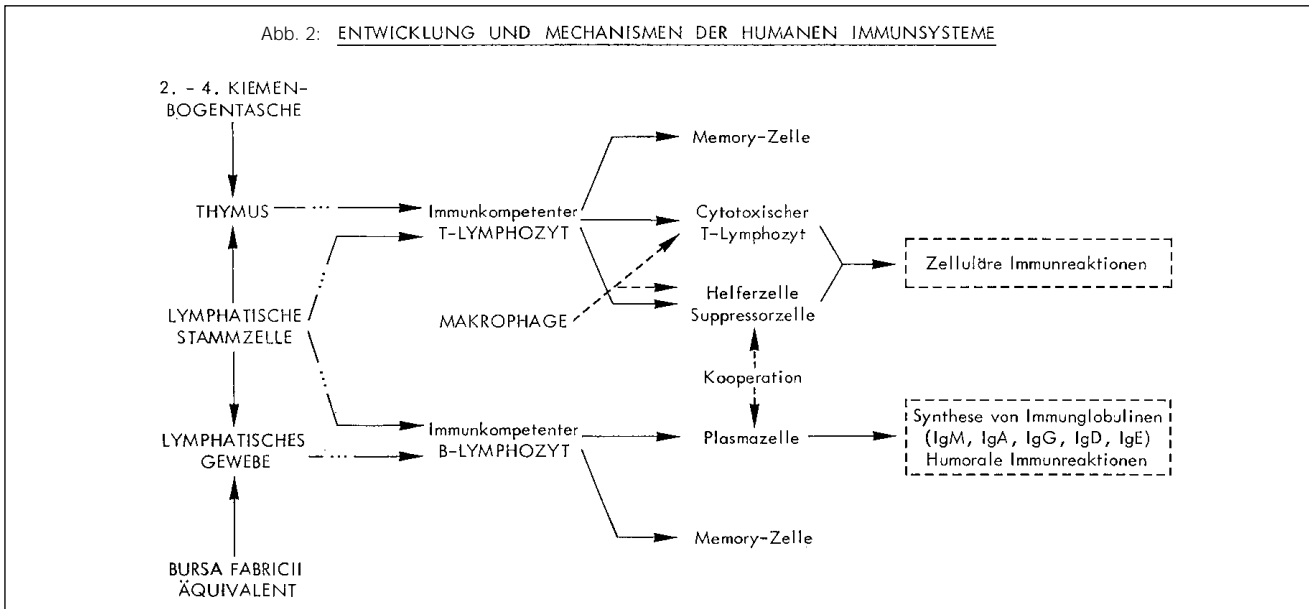 Abb. 2: ENTWICKLUNG UND MECHANISMEN DER HUMANEN IMMUNSYSTEME
2. - 4. KIEMEN-
BOGENTASCHE
THYMUS
LYMPHATISCHE
STAMMZELLE
LYMPHATISCHES
GEWEBE
BURSA FABRICII
ÄQUIVALENT
Immunkompetenter
T-LYMPHOZYT
MAKROPHAGE
Immunkompetenter
B-LYMPHOZYT
Memory-Zelle
Cytotoxischer
T-Lymphozyt
Helferzelle
Suppressorzelle
Kooperation
Plasmazelle
Memory-Zelle
Zelluläre Immunreaktionen
Synthese von Immunglobulinen
(IgM, IgA, IgG, IgD, IgE)
Humorale Immunreaktionen